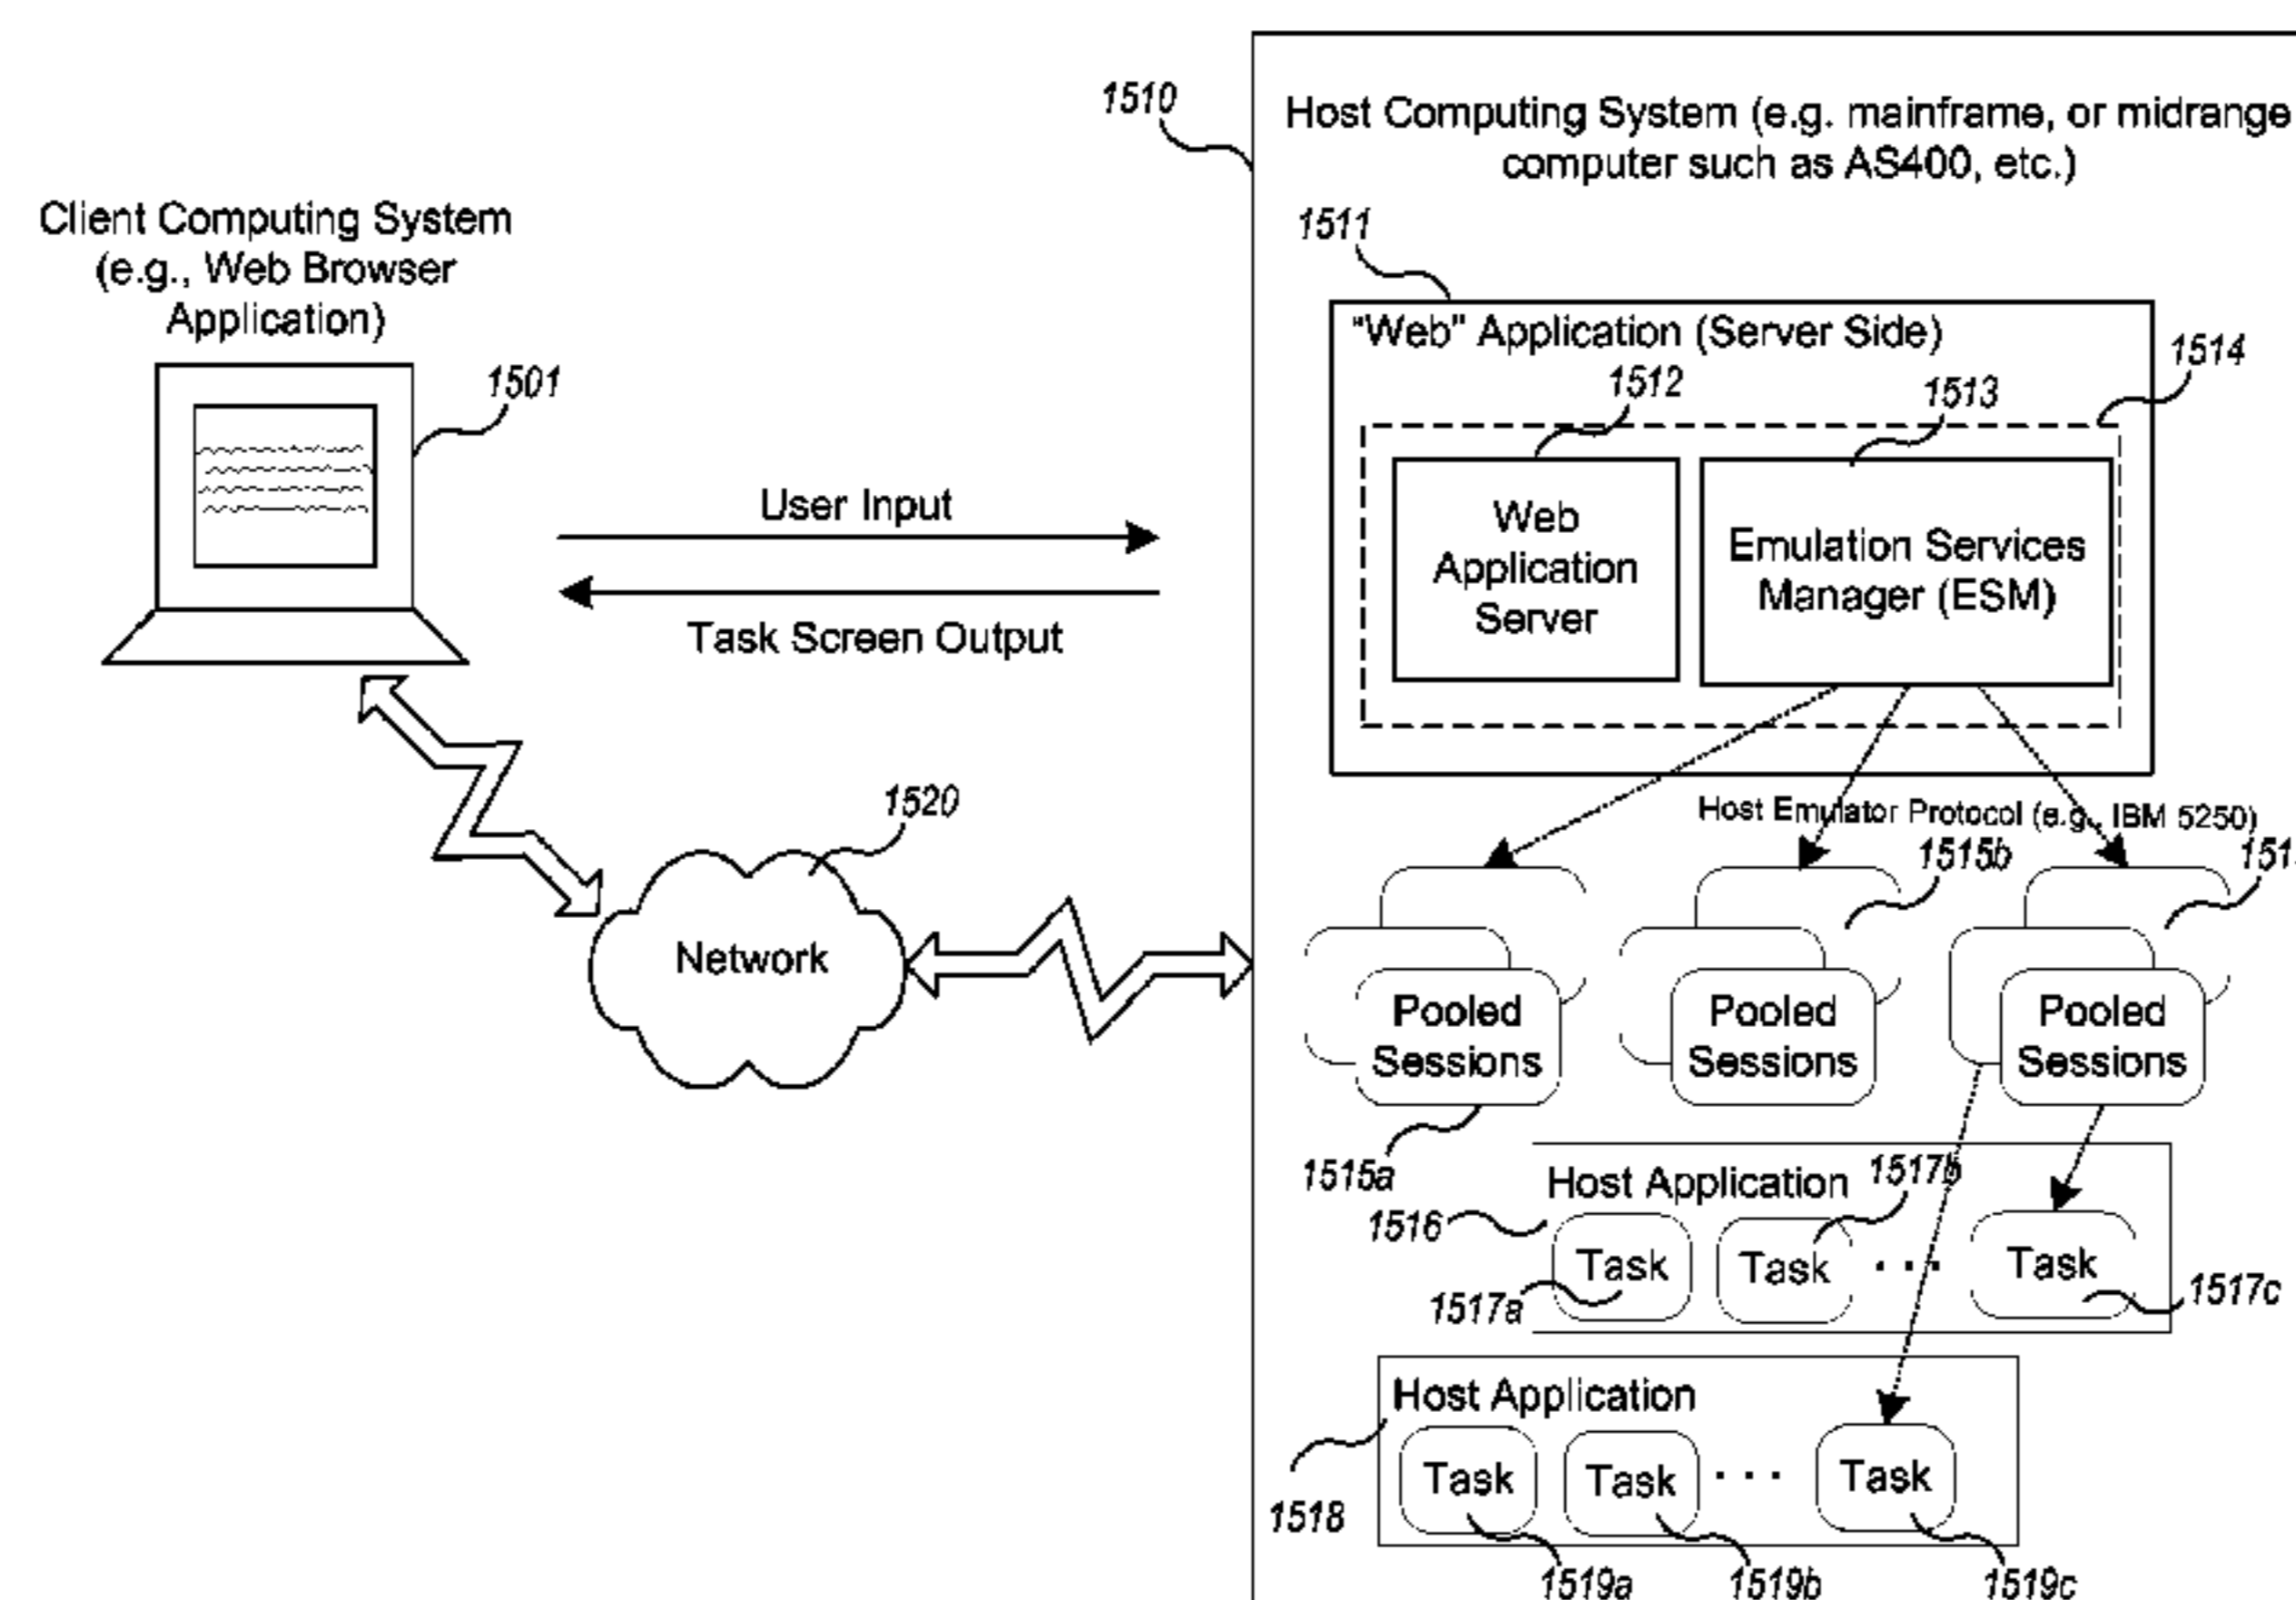 1510
Host Computing System (e.g. mainframe, or midrange
computer such as AS400, etc.)
Client Computing System
(e.g., Web Browser
Application)
1501
1511
"Web" Application (Server Side)
1512
1513
1514
Web
Application
Server
Emulation Services
Manager (ESM)
User Input
Task Screen Output
Host Emulator Protocol (e.g., IBM 5250)
1520
Network
1515b
Pooled
Sessions
Pooled
Sessions
Pooled
Sessions
1515a
Host Application
1517b
1516
Task
Task
. . .
Task
1517a
1517c
Host Application
1518
Task
Task
. . .
Task
1519a
1519b
1519c